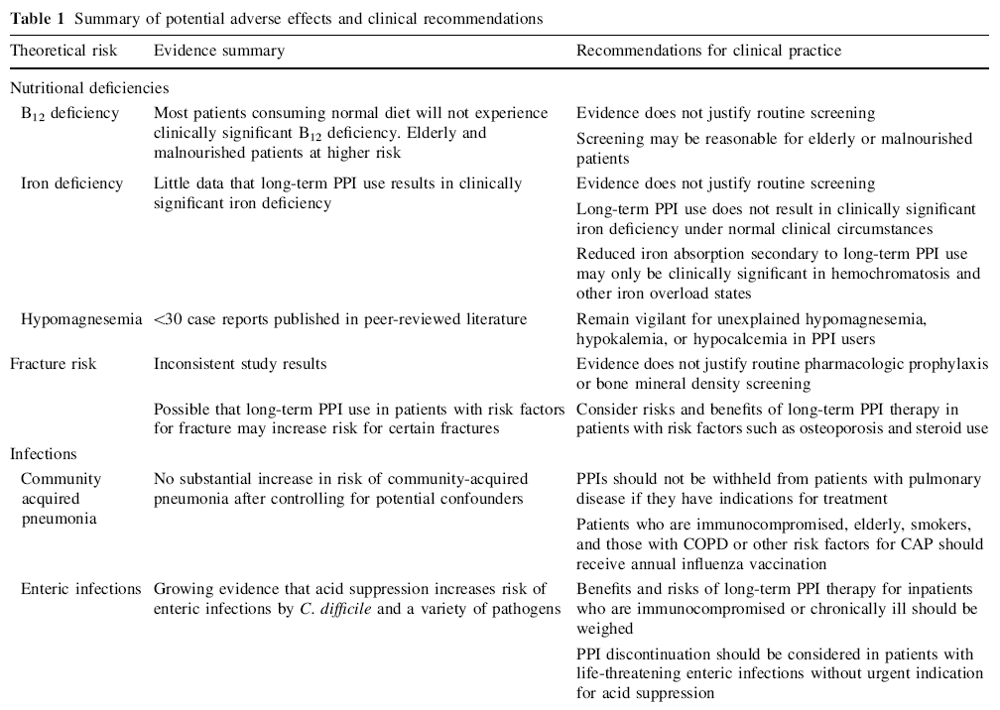 Table 1 Summary of potential adverse effects and clinical recommendations
Theoretical risk Evidence summary Recommendations for clinical practice
Nutritional deficiencies
B12 deficiency Most patients consuming normal diet will not experience Evidence does not justify routine screening
clinically significant B12 deficiency. Elderly and
malnourished patients at higher risk
Screening may be reasonable for elderly or malnourished
patients
Iron deficiency Little data that long-term PPI use results in clinically Evidence does not justify routine screening
significant iron deficiency
Long-term PPI use does not result in clinically significant
iron deficiency under normal clinical circumstances
Reduced iron absorption secondary to long-term PPI use
may only be clinically significant in hemochromatosis and
other iron overload states
Hypomagnesemia <30 case reports published in peer-reviewed literature Remain vigilant for unexplained hypomagnesemia,
hypokalemia, or hypocalcemia in PPI users
Fracture risk Inconsistent study results Evidence does not justify routine pharmacologic prophylaxis
or bone mineral density screening
Possible that long-term PPI use in patients with risk factors Consider risks and benefits of long-term PPI therapy in
for fracture may increase risk for certain fractures patients with risk factors such as osteoporosis and steroid use
Infections
Community No substantial increase in risk of community-acquired PPIs should not be withheld from patients with pulmonary
acquired pneumonia after controlling for potential confounders disease if they have indications for treatment
pneumonia
Patients who are immunocompromised, elderly, smokers,
and those with COPD or other risk factors for CAP should
receive annual influenza vaccination
Enteric infections Growing evidence that acid suppression increases risk of Benefits and risks of long-term PPI therapy for inpatients
enteric infections by C. difficile and a variety of pathogens who are immunocompromised or chronically ill should be
weighed
PPI discontinuation should be considered in patients with
life-threatening enteric infections without urgent indication
for acid suppression